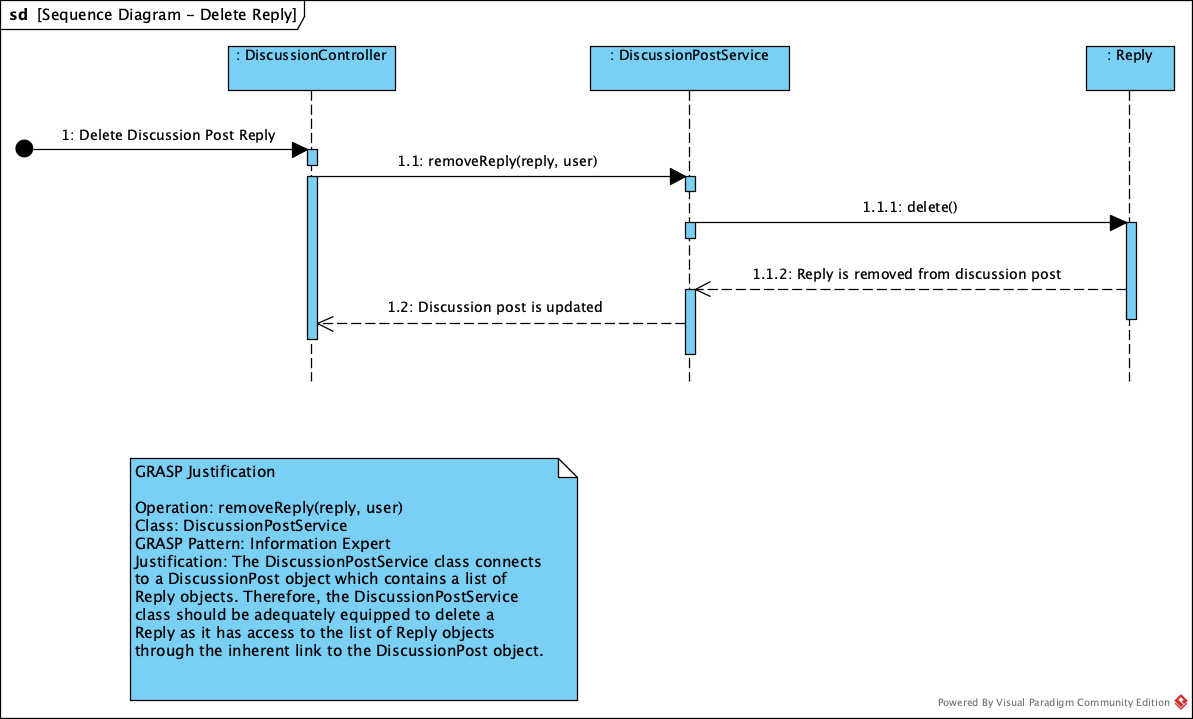 sd [Sequence Diagram - Delete Reply]
: DiscussionController
: DiscussionPostService
: Reply
1: Delete Discussion Post Reply
1.1: removeReply(reply, user)
1.1.1: delete()
1.1.2: Reply is removed from discussion post
1.2: Discussion post is updated
GRASP Justification
Operation: removeReply(reply, user)
Class: DiscussionPostService
GRASP Pattern: Information Expert
Justification: The DiscussionPostService class connects
to a DiscussionPost object which contains a list of
Reply objects. Therefore, the DiscussionPostService
class should be adequately equipped to delete a
Reply as it has access to the list of Reply objects
through the inherent link to the DiscussionPost object.
Powered By Visual Paradigm Community Edition